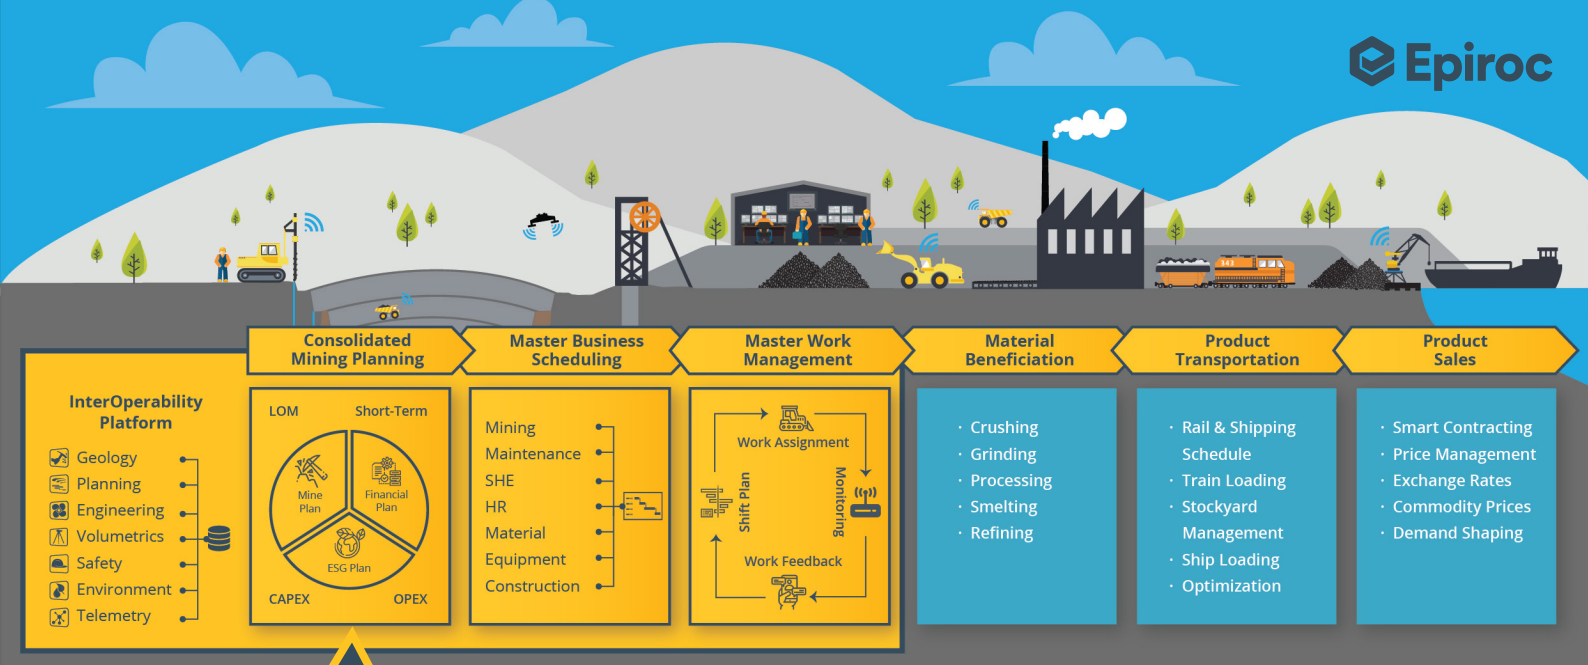 Epiroc
343
Consolidated
Mining Planning
Master Business
Scheduling
Master Work
Management
Material
Beneficiation
Product
Transportation
Product
Sales
InterOperability
Platform
Geology
Planning
Engineering
Volumetrics
Safety
Environment
Telemetry
LOM
Short-Term
Mine
Plan
Financial
Plan
ESG Plan
CAPEX
OPEX
Mining
Maintenance
SHE
HR
Material
Equipment
Construction
Work Assignment
Shift Plan
Monitoring
Work Feedback
· Crushing
· Grinding
· Processing
· Smelting
· Refining
· Rail & Shipping
Schedule
· Train Loading
· Stockyard
Management
· Ship Loading
· Optimization
· Smart Contracting
· Price Management
· Exchange Rates
· Commodity Prices
· Demand Shaping